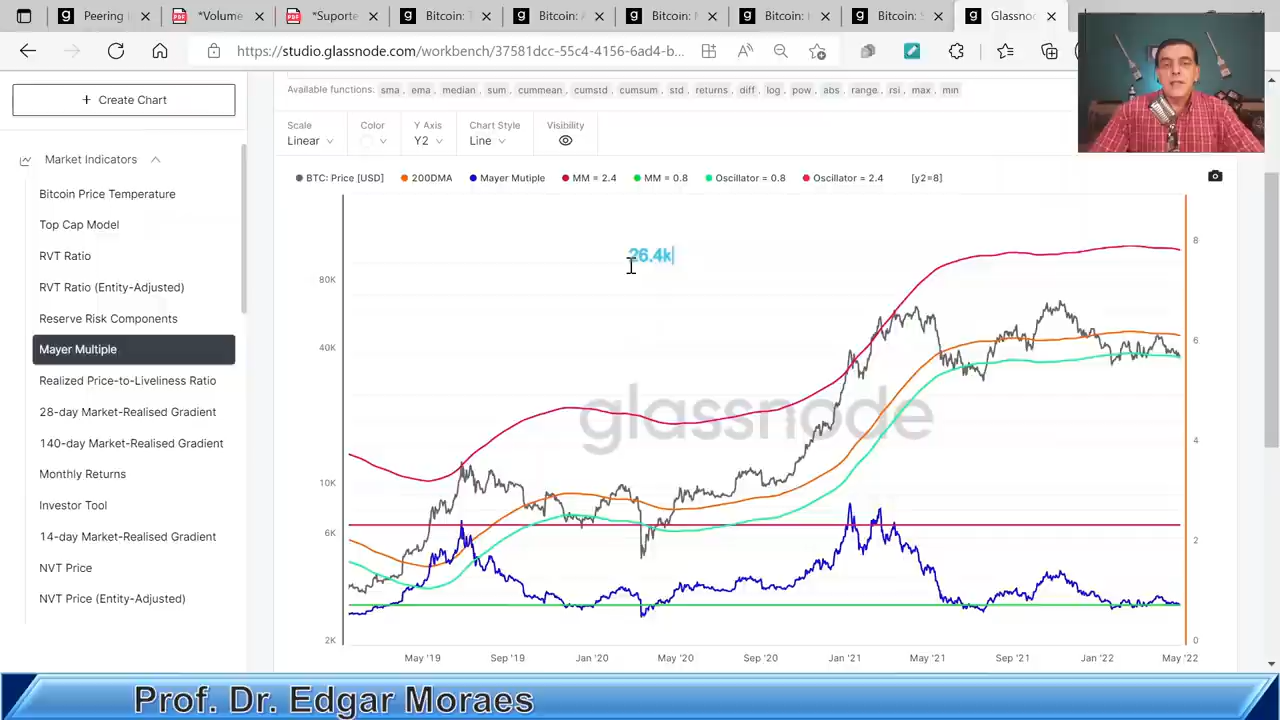 Peering I
*Volume
*Suporte
Bitcoin: T
Bitcoin: A
Bitcoin: M
Bitcoin:
Bitcoin: S
Glassnoc
https://studio.glassnode.com/workbench/37581dcc-55c4-4156-6ad4-b...
+ Create Chart
Market Indicators
Bitcoin Price Temperature
Top Cap Model
RVT Ratio
RVT Ratio (Entity-Adjusted)
Reserve Risk Components
Mayer Multiple
Realized Price-to-Liveliness Ratio
28-day Market-Realised Gradient
140-day Market-Realised Gradient
Monthly Returns
Investor Tool
14-day Market-Realised Gradient
NVT Price
NVT Price (Entity-Adjusted)
Available functions: sma , ema , median , sum , cummean , cumstd , cumsum , std , returns , diff , log , pow , abs , range , rsi , max , min
Scale Color Y Axis Chart Style Visibility
Linear Y2 Line
BTC: Price [USD] 200DMA Mayer Mutiple MM = 2.4 MM = 0.8 Oscillator = 0.8 Oscillator = 2.4 [y2=8]
26.4k
8
80K
40K
6
glassnode
4
10K
6K
2
2K
0
May '19 Sep '19 Jan '20 May '20 Sep '20 Jan '21 May '21 Sep '21 Jan '22 May '22
Prof. Dr. Edgar Moraes